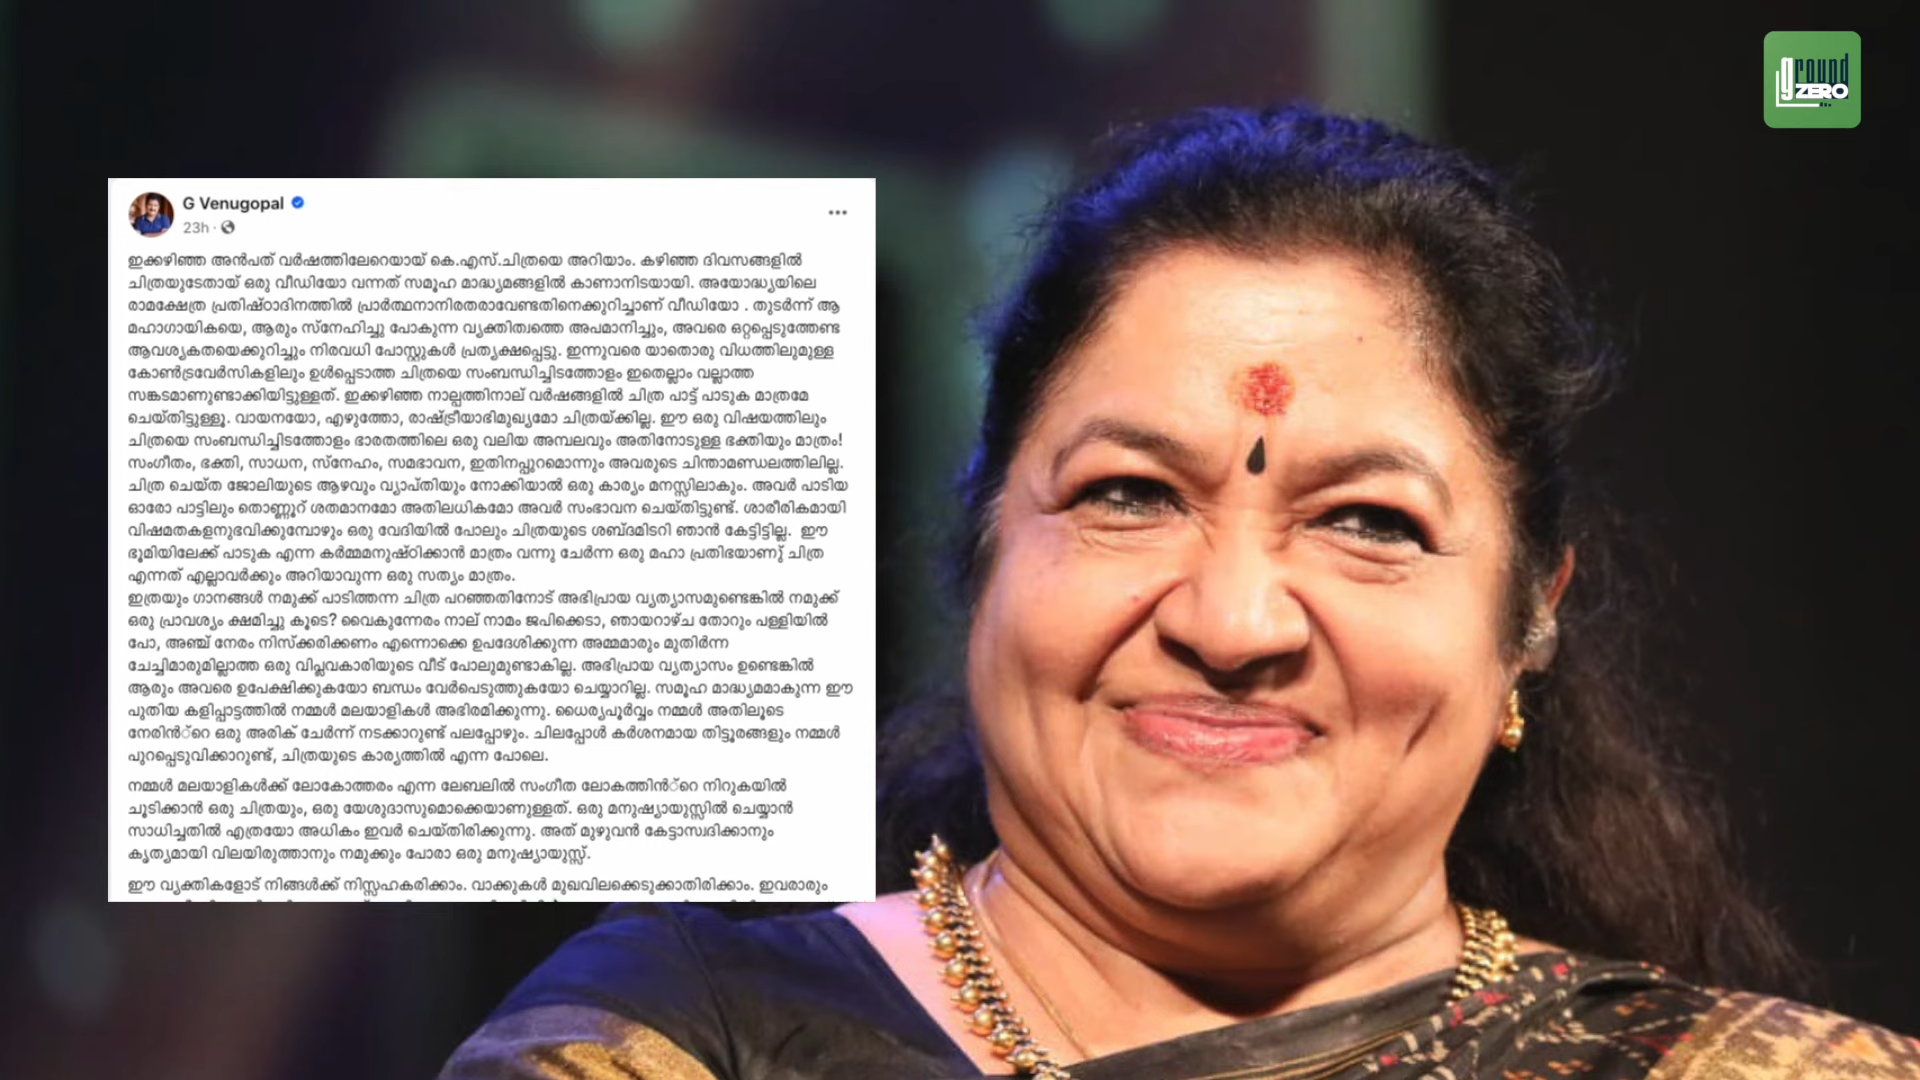 G Venugopal
23h
ഇക്കഴിഞ്ഞ അൻപത് വർഷത്തിലേറെയായ് കെ.എസ്.ചിത്രയെ അറിയാം. കഴിഞ്ഞ ദിവസങ്ങളിൽ
ചിത്രയുടേതായ് ഒരു വീഡിയോ വന്നത് സമൂഹ മാദ്ധ്യമങ്ങളിൽ കാണാനിടയായി. അയോദ്ധ്യയിലെ
രാമക്ഷേത്ര പ്രതിഷ്ഠാദിനത്തിൽ പ്രാർത്ഥനാനിരതരാവേണ്ടതിനെക്കുറിച്ചാണ് വീഡിയോ . തുടർന്ന് ആ
മഹാഗായികയെ, ആരും സ്നേഹിച്ചു പോകുന്ന വ്യക്തിത്വത്തെ അപമാനിച്ചും, അവരെ ഒറ്റപ്പെടുത്തേണ്ട
ആവശ്യകതയെക്കുറിച്ചും നിരവധി പോസ്റ്റുകൾ പ്രത്യക്ഷപ്പെട്ടു. ഇന്നുവരെ യാതൊരു വിധത്തിലുമുള്ള
കോൺട്രവേർസികളിലും ഉൾപ്പെടാത്ത ചിത്രയെ സംബന്ധിച്ചിടത്തോളം ഇതെല്ലാം വല്ലാത്ത
സങ്കടമാണുണ്ടാക്കിയിട്ടുള്ളത്. ഇക്കഴിഞ്ഞ നാല്പത്തിനാല് വർഷങ്ങളിൽ ചിത്ര പാട്ട് പാടുക മാത്രമേ
ചെയ്തിട്ടുള്ളൂ. വായനയോ, എഴുത്തോ, രാഷ്ട്രീയാഭിമുഖ്യമോ ചിത്രയ്ക്കില്ല. ഈ ഒരു വിഷയത്തിലും
ചിത്രയെ സംബന്ധിച്ചിടത്തോളം ഭാരതത്തിലെ ഒരു വലിയ അമ്പലവും അതിനോടുള്ള ഭക്തിയും മാത്രം!
സംഗീതം, ഭക്തി, സാധന, സ്നേഹം, സമഭാവന, ഇതിനപ്പുറമൊന്നും അവരുടെ ചിന്താമണ്ഡലത്തിലില്ല.
ചിത്ര ചെയ്ത ജോലിയുടെ ആഴവും വ്യാപ്തിയും നോക്കിയാൽ ഒരു കാര്യം മനസ്സിലാകും. അവർ പാടിയ
ഓരോ പാട്ടിലും തൊണ്ണൂറ് ശതമാനമോ അതിലധികമോ അവർ സംഭാവന ചെയ്തിട്ടുണ്ട്. ശാരീരികമായി
വിഷമതകളനുഭവിക്കുമ്പോഴും ഒരു വേദിയിൽ പോലും ചിത്രയുടെ ശബ്ദമിടറി ഞാൻ കേട്ടിട്ടില്ല. ഈ
ഭൂമിയിലേക്ക് പാടുക എന്ന കർമ്മമനുഷ്ഠിക്കാൻ മാത്രം വന്നു ചേർന്ന ഒരു മഹാ പ്രതിഭയാണു് ചിത്ര
എന്നത് എല്ലാവർക്കും അറിയാവുന്ന ഒരു സത്യം മാത്രം.
ഇത്രയും ഗാനങ്ങൾ നമുക്ക് പാടിത്തന്ന ചിത്ര പറഞ്ഞതിനോട് അഭിപ്രായ വ്യത്യാസമുണ്ടെങ്കിൽ നമുക്ക്
ഒരു പ്രാവശ്യം ക്ഷമിച്ചു കൂടെ? വൈകുന്നേരം നാല് നാമം ജപിക്കെടാ, ഞായറാഴ്ച തോറും പള്ളിയിൽ
പോ, അഞ്ച് നേരം നിസ്ക്കരിക്കണം എന്നൊക്കെ ഉപദേശിക്കുന്ന അമ്മമാരും മുതിർന്ന
ചേച്ചിമാരുമില്ലാത്ത ഒരു വിപ്ലവകാരിയുടെ വീട് പോലുമുണ്ടാകില്ല. അഭിപ്രായ വ്യത്യാസം ഉണ്ടെങ്കിൽ
ആരും അവരെ ഉപേക്ഷിക്കുകയോ ബന്ധം വേർപെടുത്തുകയോ ചെയ്യാറില്ല. സമൂഹ മാദ്ധ്യമമാകുന്ന ഈ
പുതിയ കളിപ്പാട്ടത്തിൽ നമ്മൾ മലയാളികൾ അഭിരമിക്കുന്നു. ധൈര്യപൂർവ്വം നമ്മൾ അതിലൂടെ
നേരിൻ്റെ ഒരു അരിക് ചേർന്ന് നടക്കാറുണ്ട് പലപ്പോഴും. ചിലപ്പോൾ കർശനമായ തിട്ടൂരങ്ങളും നമ്മൾ
പുറപ്പെടുവിക്കാറുണ്ട്, ചിത്രയുടെ കാര്യത്തിൽ എന്ന പോലെ.
നമ്മൾ മലയാളികൾക്ക് ലോകോത്തരം എന്ന ലേബലിൽ സംഗീത ലോകത്തിൻ്റെ നിറുകയിൽ
ചൂടിക്കാൻ ഒരു ചിത്രയും, ഒരു യേശുദാസുമൊക്കെയാണുള്ളത്. ഒരു മനുഷ്യായുസ്സിൽ ചെയ്യാൻ
സാധിച്ചതിൽ എത്രയോ അധികം ഇവർ ചെയ്തിരിക്കുന്നു. അത് മുഴുവൻ കേട്ടാസ്വദിക്കാനും
കൃത്യമായി വിലയിരുത്താനും നമുക്കും പോരാ ഒരു മനുഷ്യായുസ്സ്.
ഈ വ്യക്തികളോട് നിങ്ങൾക്ക് നിസ്സഹകരിക്കാം. വാക്കുകൾ മുഖവിലക്കെടുക്കാതിരിക്കാം. ഇവരാരും
ground
ZERO